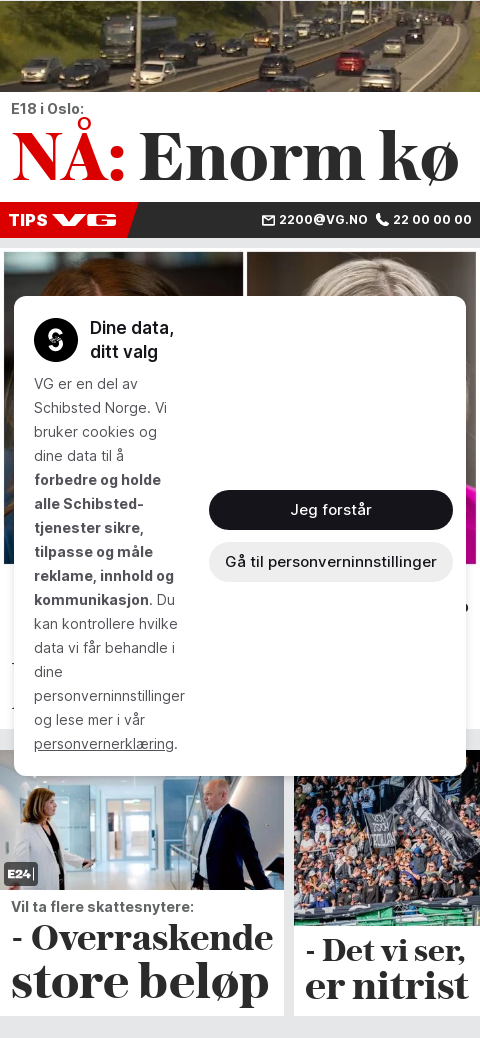 E18 i Oslo:
NÅ: Enorm kø
TIPS VG
2200@VG.NO 22 00 00 00
Dine data,
ditt valg
VG er en del av
Schibsted Norge. Vi
bruker cookies og
dine data til å
forbedre og holde
alle Schibsted-
tjenester sikre,
tilpasse og måle
reklame, innhold og
kommunikasjon. Du
kan kontrollere hvilke
data vi får behandle i
dine
personverninnstillinger
og lese mer i vår
personvernerklæring.
Jeg forstår
Gå til personverninnstillinger
E24
Vil ta flere skattesnytere:
- Overraskende
store beløp
- Det vi ser,
er nitrist